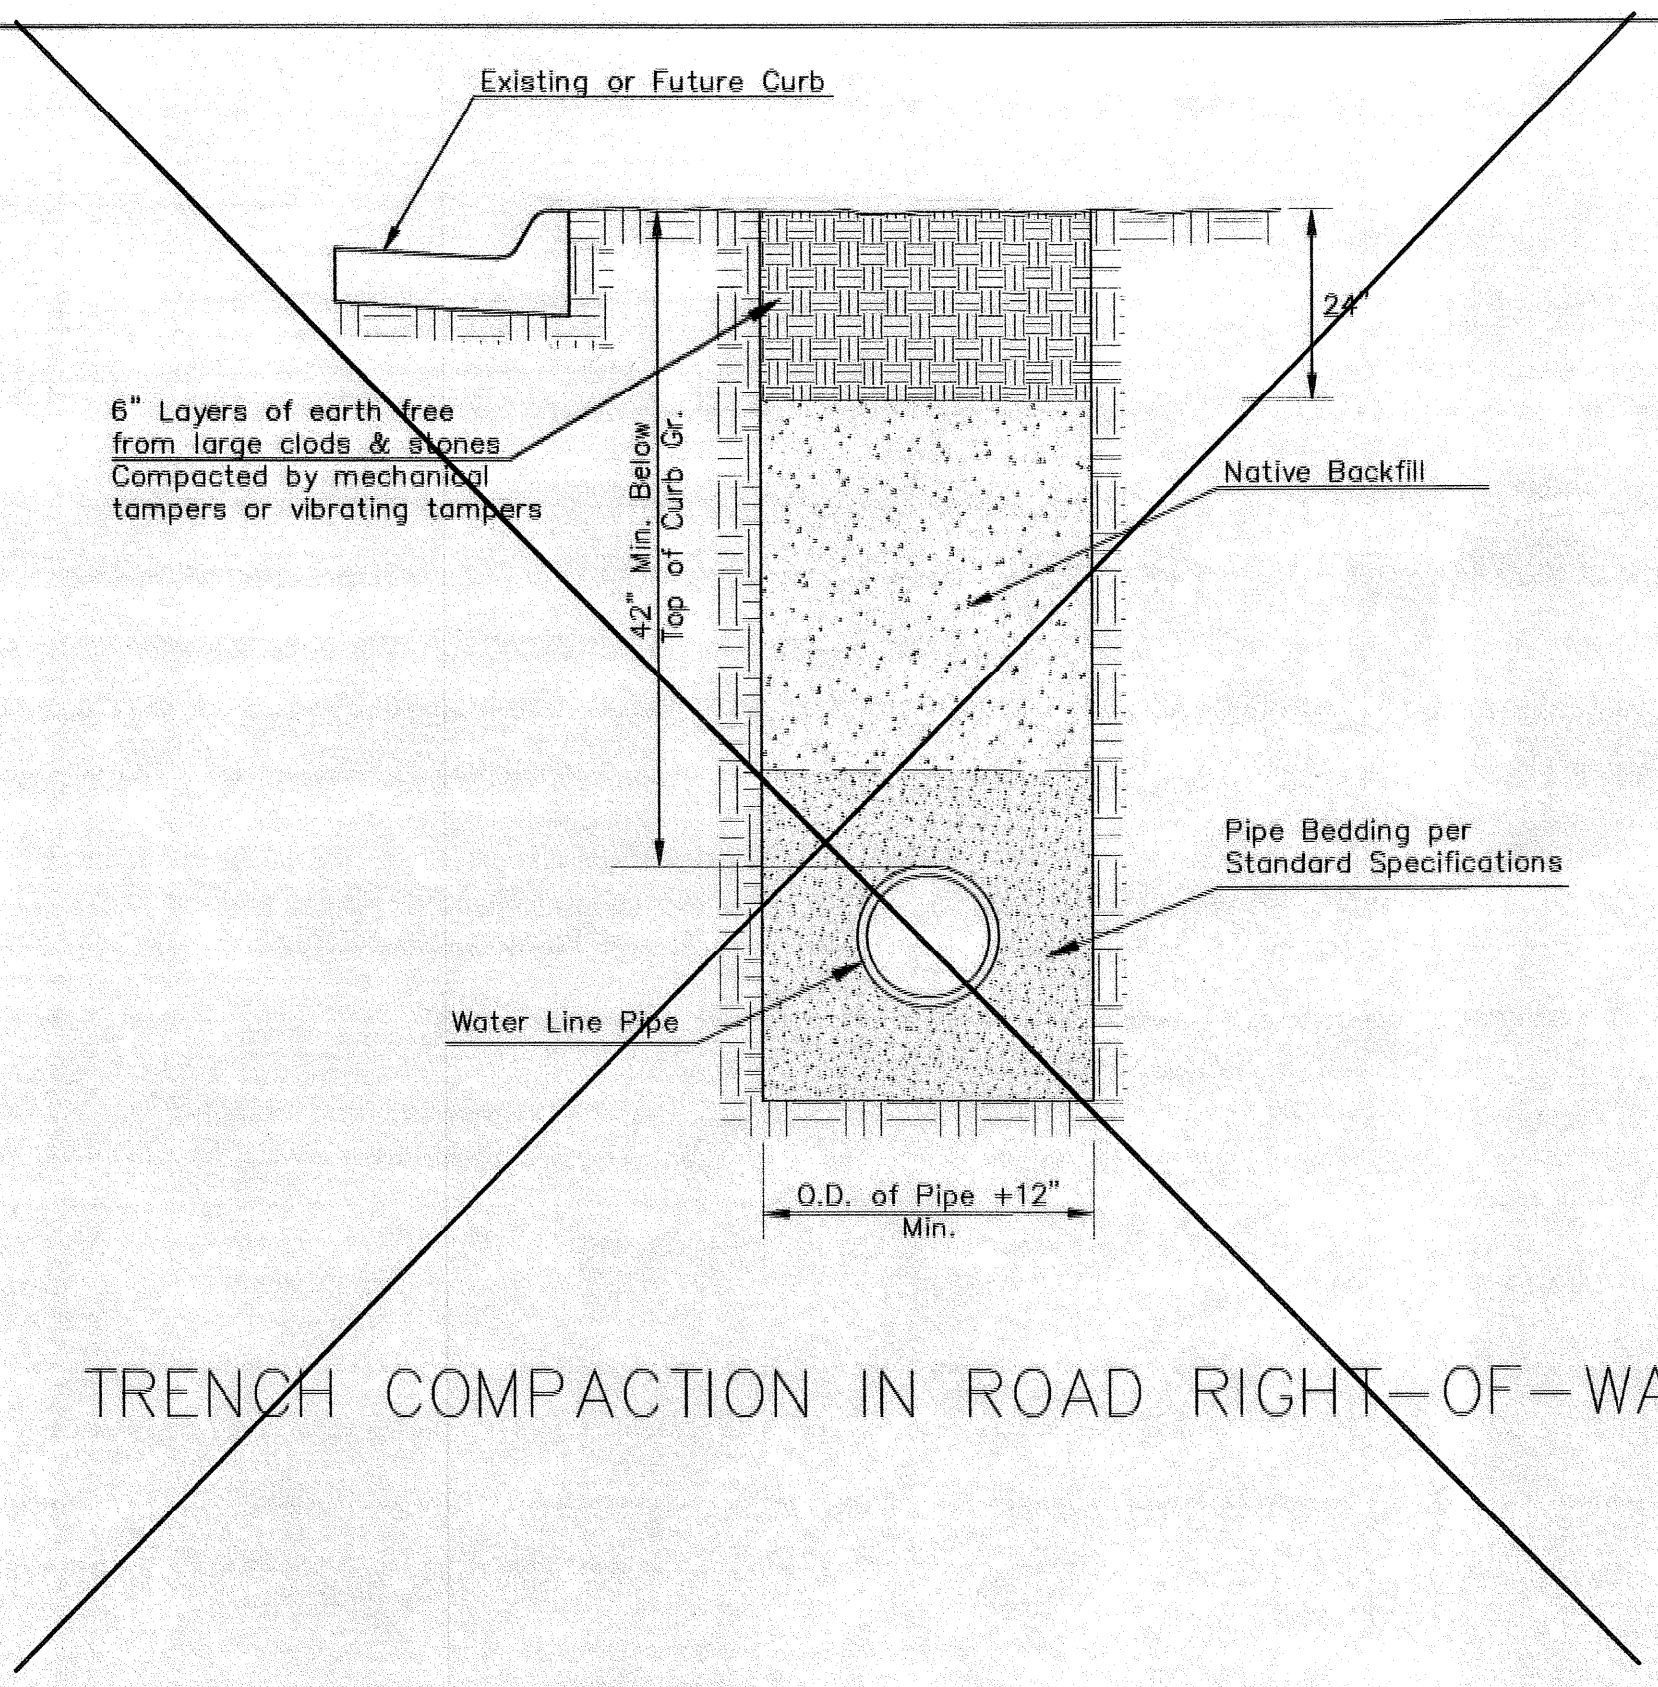 Existing or Future Curb
24"
6" Layers of earth free
from large clods & stones
Compacted by mechanical
tampers or vibrating tampers
42" Min. Below
Top of Curb Gr.
Native Backfill
Pipe Bedding per
Standard Specifications
Water Line Pipe
O.D. of Pipe +12"
Min.
TRENCH COMPACTION IN ROAD RIGHT-OF-WA